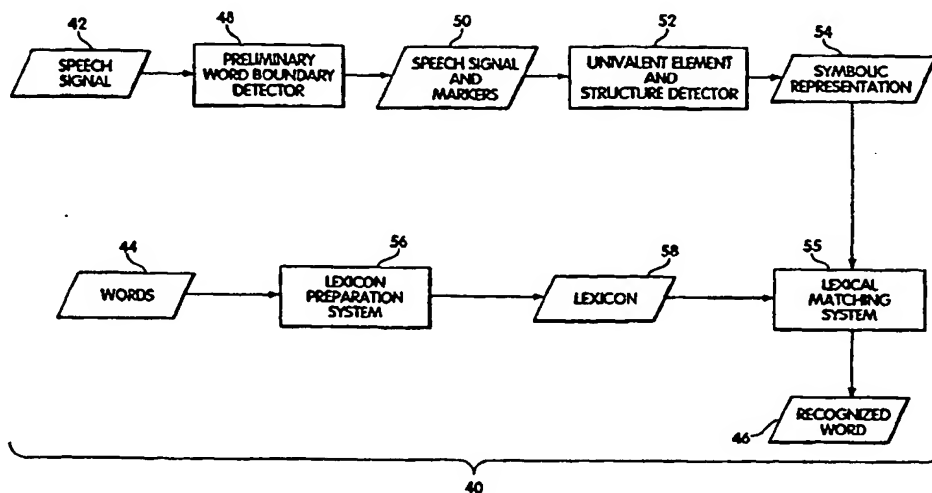 42
SPEECH
SIGNAL
48
PRELIMINARY
WORD BOUNDARY
DETECTOR
50
SPEECH SIGNAL
AND
MARKERS
52
UNIVALENT ELEMENT
AND
STRUCTURE DETECTOR
54
SYMBOLIC
REPRESENTATION
44
WORDS
56
LEXICON
PREPARATION
SYSTEM
58
LEXICON
55
LEXICAL
MATCHING
SYSTEM
46
RECOGNIZED
WORD
40